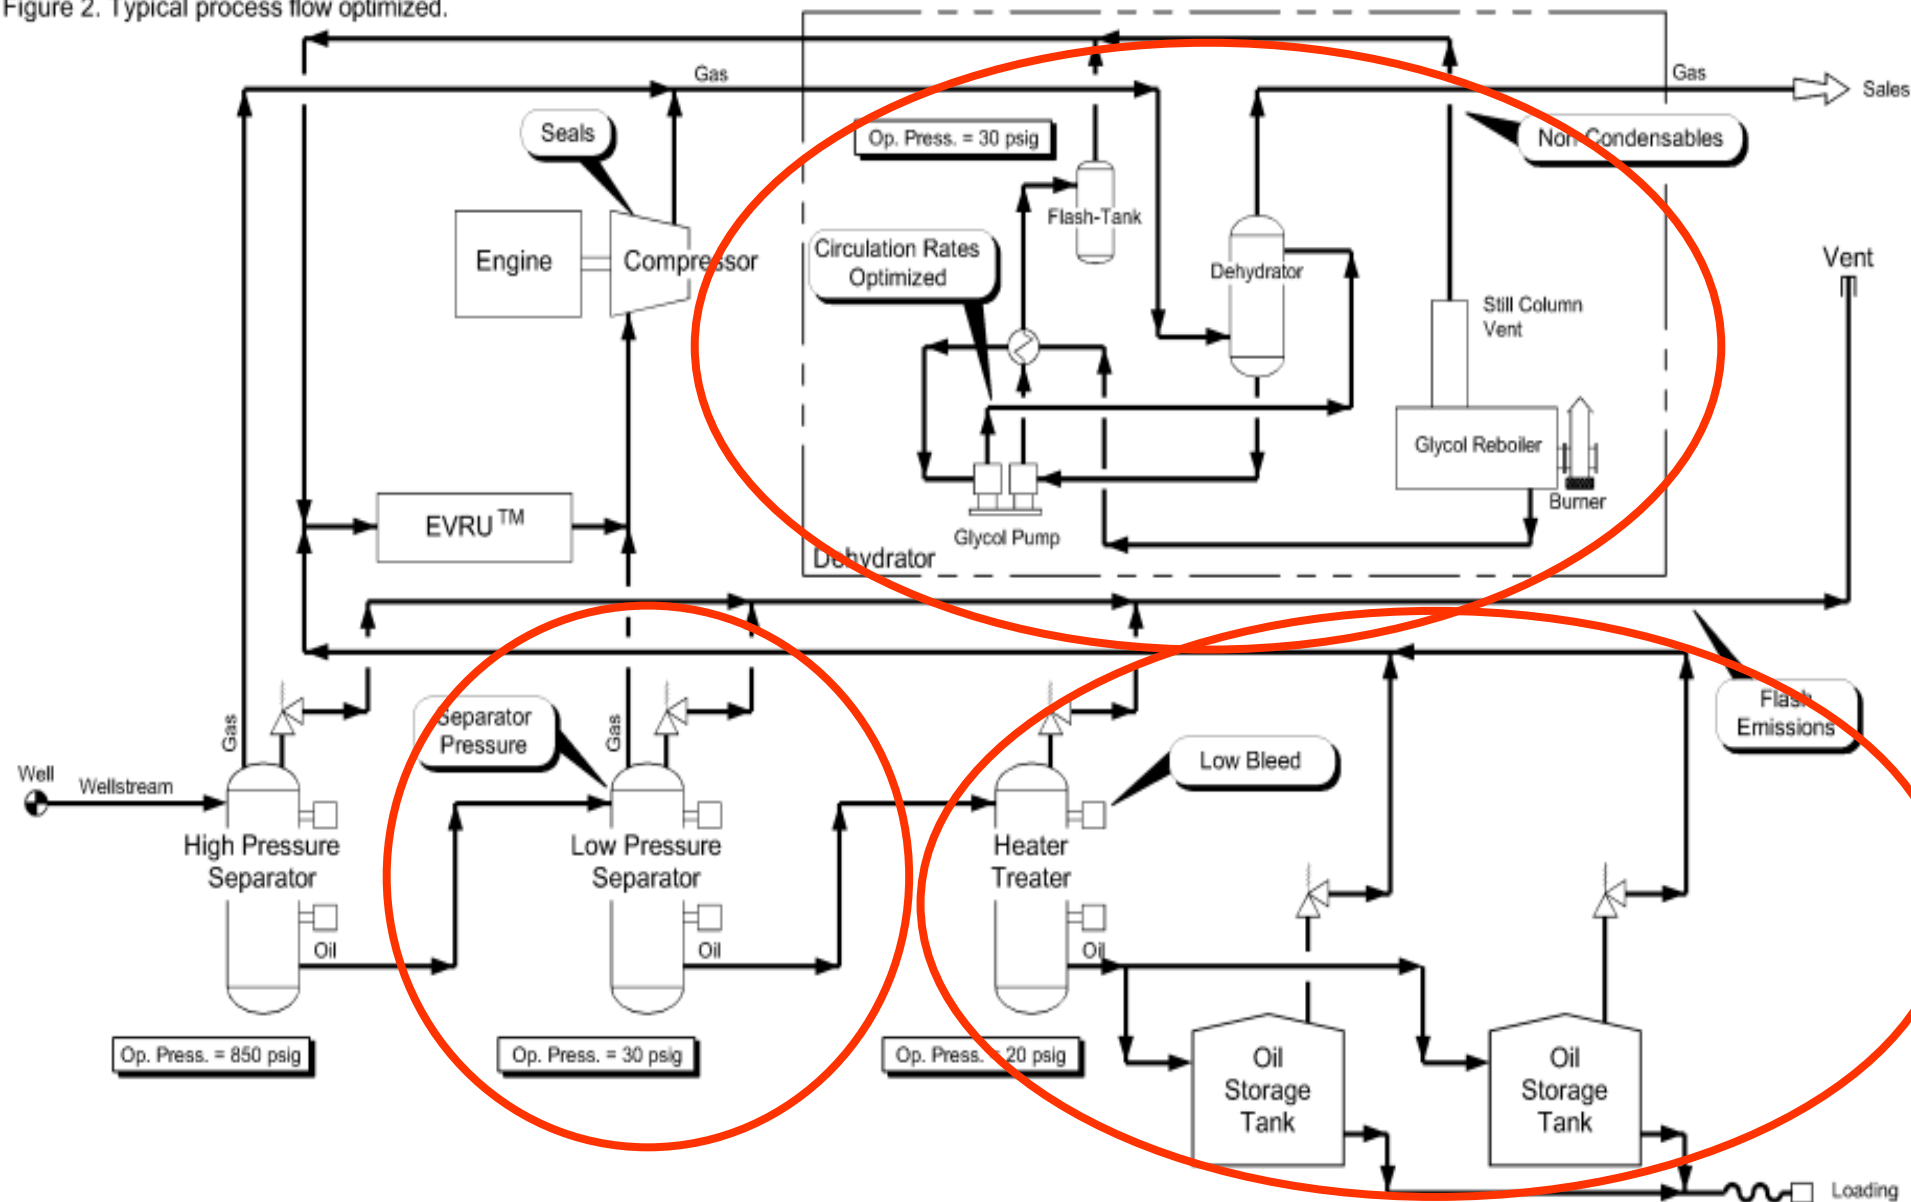 Figure 2. Typical process flow optimized.
Gas
Gas
Sales
Seals
Op. Press. = 30 psig
Non Condensables
Flash-Tank
Engine
Compressor
Circulation Rates
Optimized
Dehydrator
Vent
Still Column
Vent
Glycol Reboiler
Burner
EVRU™
Glycol Pump
Dehydrator
Gas
Separator
Pressure
Gas
Flash
Emissions
Low Bleed
Well
Wellstream
High Pressure
Separator
Low Pressure
Separator
Heater
Treater
Oil
Oil
Oil
Op. Press. = 850 psig
Op. Press. = 30 psig
Op. Press. = 20 psig
Oil
Storage
Tank
Oil
Storage
Tank
Loading